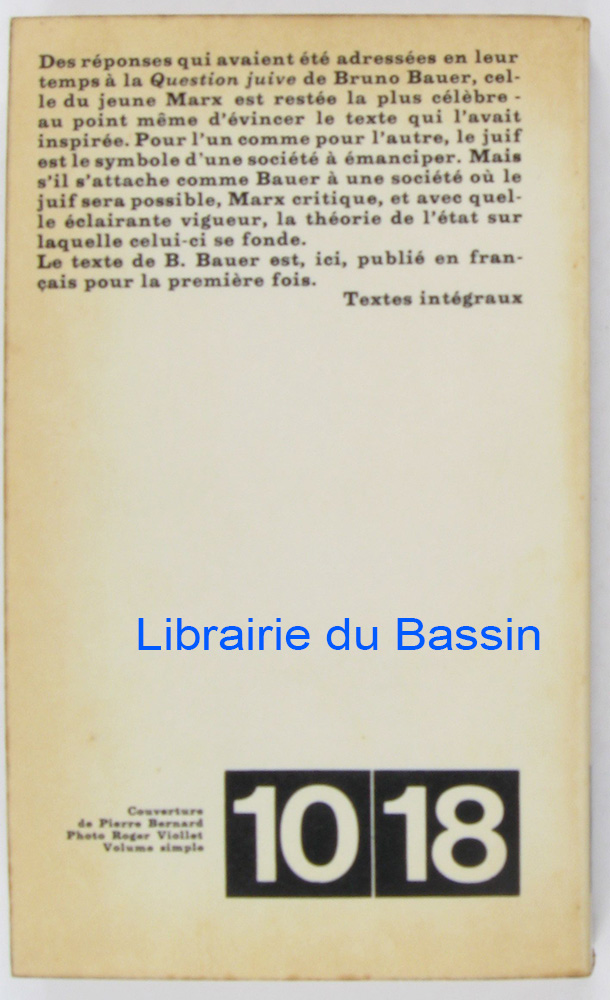 Des réponses qui avaient été adressées en leur
temps à la Question juive de Bruno Bauer, cel-
le du jeune Marx est restée la plus célèbre -
au point même d'évincer le texte qui l'avait
inspirée. Pour l'un comme pour l'autre, le juif
est le symbole d'une société à émanciper. Mais
s'il s'attache comme Bauer à une société où le
juif sera possible, Marx critique, et avec quel-
le éclairante vigueur, la théorie de l'état sur
laquelle celui-ci se fonde.
Le texte de B. Bauer est, ici, publié en fran-
çais pour la première fois.
Textes intégraux
Librairie du Bassin
Couverture
de Pierre Bernard
Photo Roger Viollet
Volume simple
10 18